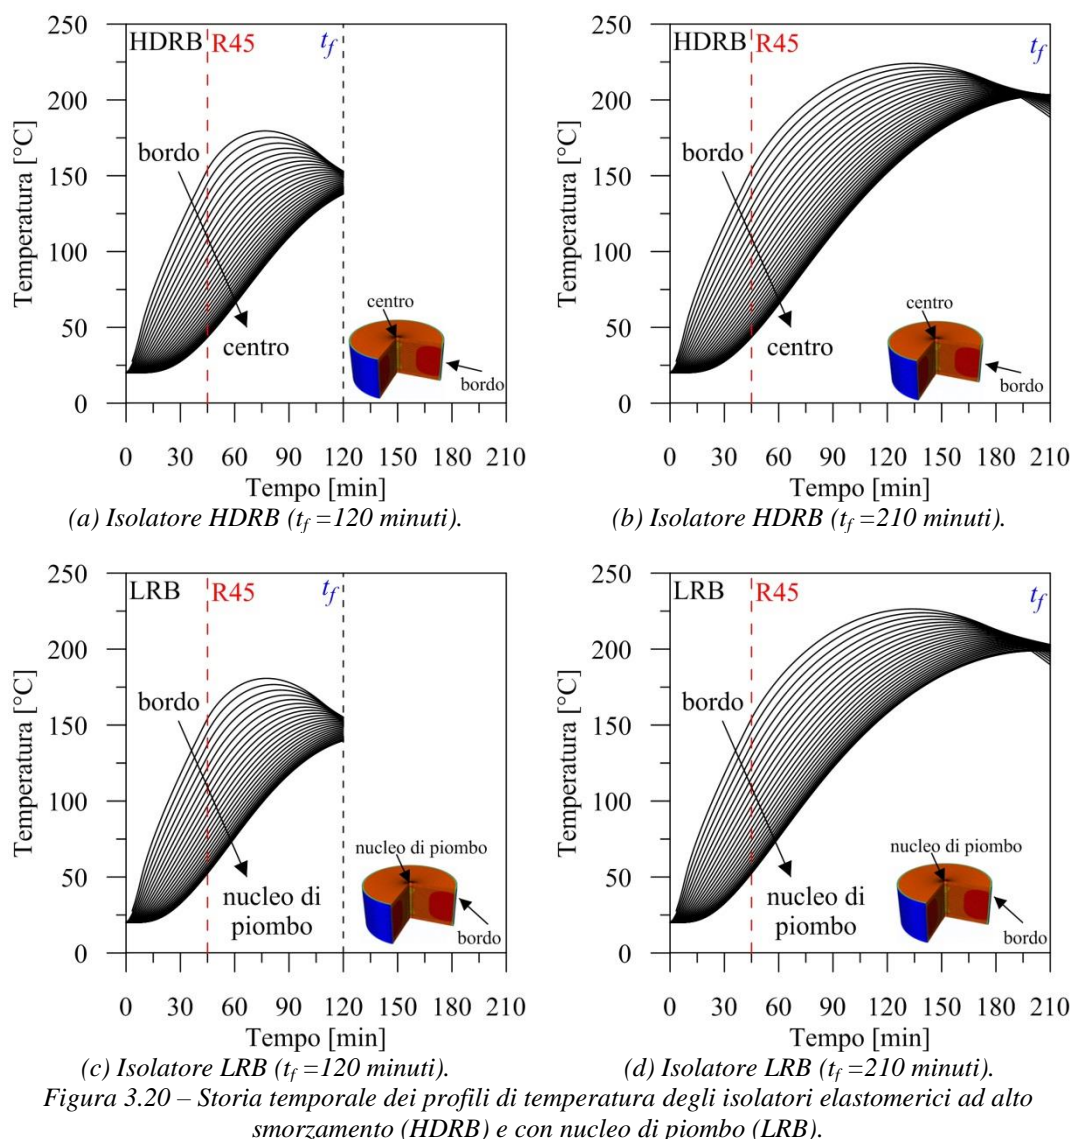 250
200
150
100
50
0
Temperatura [°C]
HDRB
R45
t_f
bordo
centro
centro
bordo
0 30 60 90 120 150 180 210
Tempo [min]
(a) Isolatore HDRB (t_f =120 minuti).
250
200
150
100
50
0
Temperatura [°C]
HDRB
R45
t_f
bordo
centro
centro
bordo
0 30 60 90 120 150 180 210
Tempo [min]
(b) Isolatore HDRB (t_f =210 minuti).
250
200
150
100
50
0
Temperatura [°C]
LRB
R45
t_f
bordo
nucleo di
piombo
nucleo di piombo
bordo
0 30 60 90 120 150 180 210
Tempo [min]
(c) Isolatore LRB (t_f =120 minuti).
250
200
150
100
50
0
Temperatura [°C]
LRB
R45
t_f
bordo
nucleo di
piombo
nucleo di piombo
bordo
0 30 60 90 120 150 180 210
Tempo [min]
(d) Isolatore LRB (t_f =210 minuti).
Figura 3.20 – Storia temporale dei profili di temperatura degli isolatori elastomerici ad alto
smorzamento (HDRB) e con nucleo di piombo (LRB).